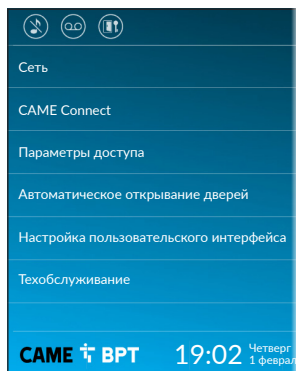 Сеть
CAME Connect
Параметры доступа
Автоматическое открывание дверей
Настройка пользовательского интерфейса
Техобслуживание
CAME BPT 19:02 Четверг
1 феврал